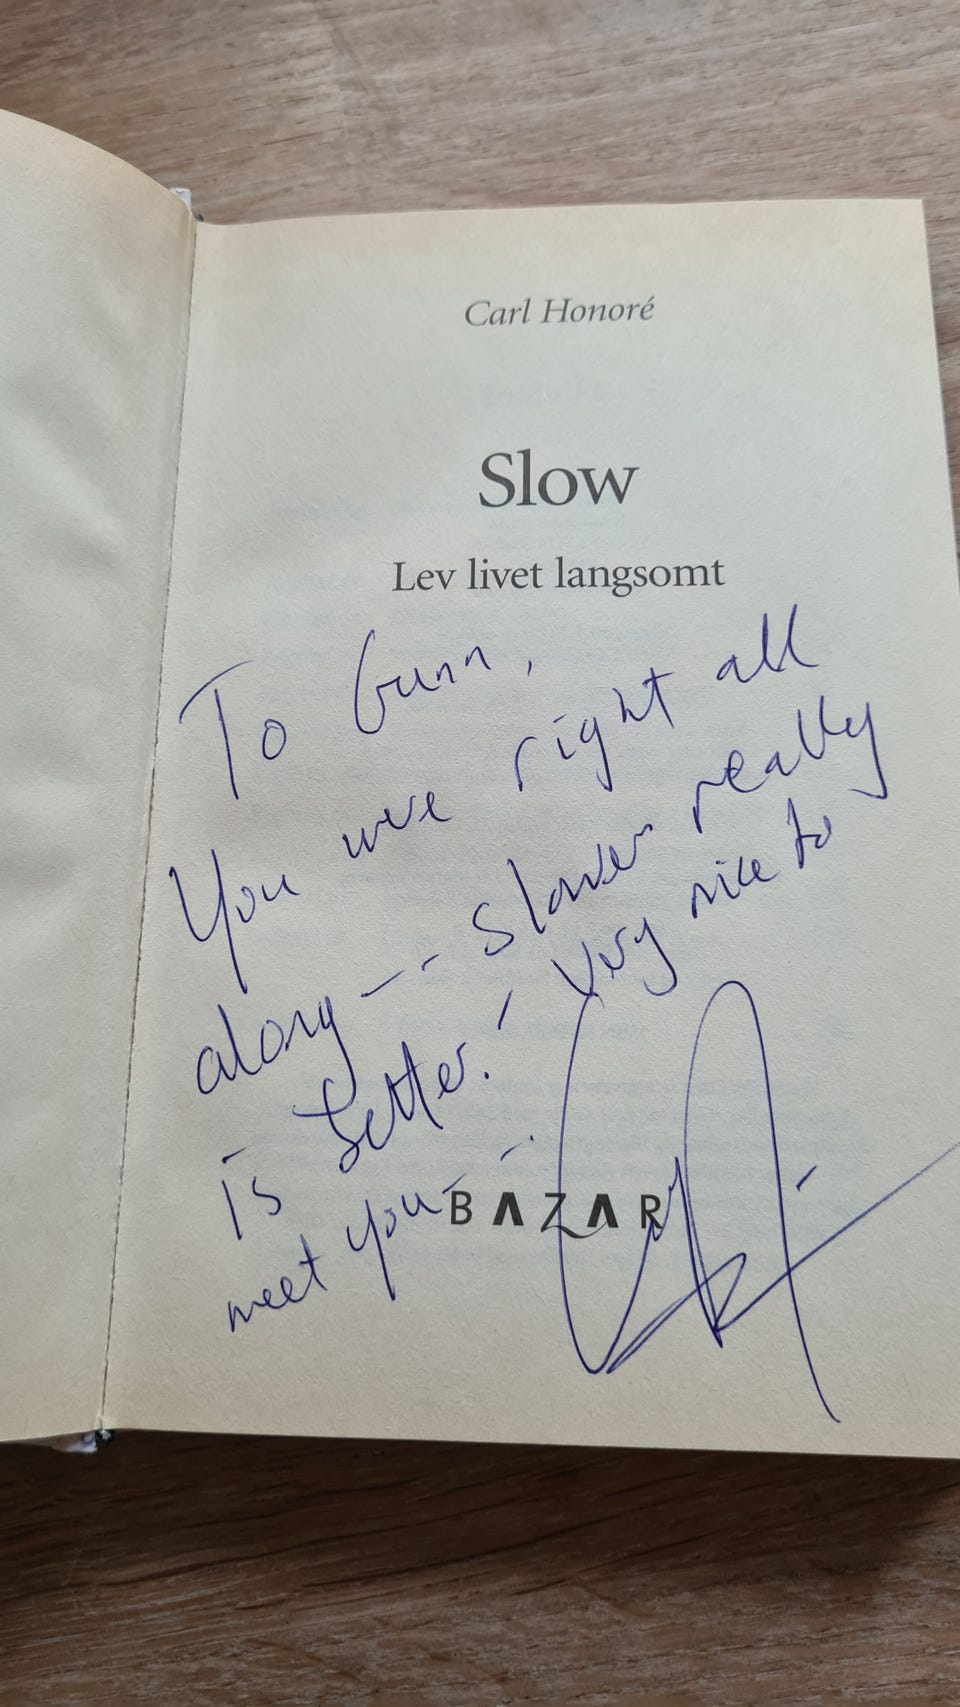 Carl Honoré
Slow
Lev livet langsomt
To Gunn,
You were right all
along -- slower really
is better! Very nice to
meet you --
BAZAR